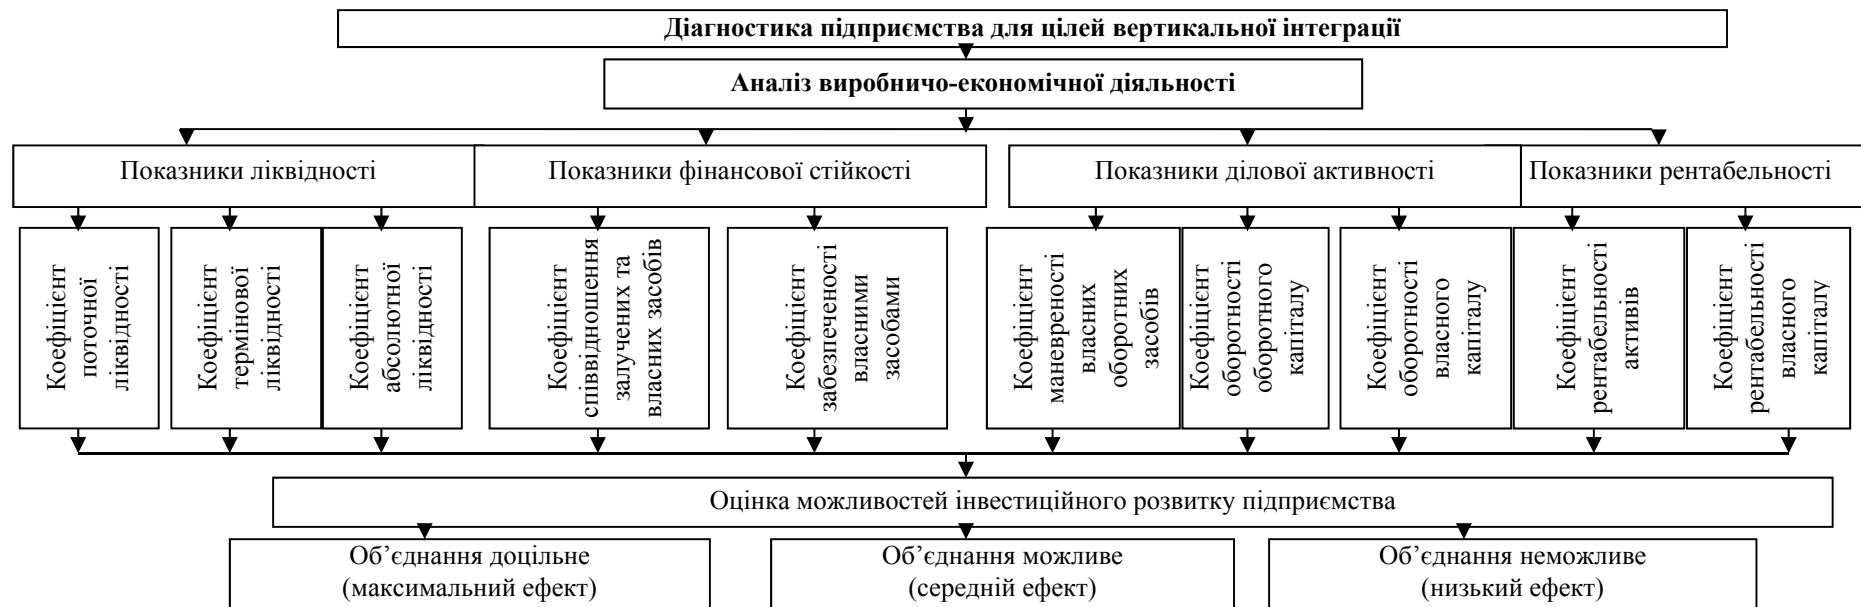 Діагностика підприємства для цілей вертикальної інтеграції
Аналіз виробничо-економічної діяльності
Показники ліквідності
Показники фінансової стійкості
Показники ділової активності
Показники рентабельності
Коефіцієнт
поточної
ліквідності
Коефіцієнт
термінової
ліквідності
Коефіцієнт
абсолютної
ліквідності
Коефіцієнт
співвідношення
залучених та
власних засобів
Коефіцієнт
забезпеченості
власними
засобами
Коефіцієнт
маневреності
власних
оборотних
засобів
Коефіцієнт
оборотності
оборотного
капіталу
Коефіцієнт
оборотності
власного
капіталу
Коефіцієнт
рентабельності
активів
Коефіцієнт
рентабельності
власного
капіталу
Оцінка можливостей інвестиційного розвитку підприємства
Об’єднання доцільне
(максимальний ефект)
Об’єднання можливе
(середній ефект)
Об’єднання неможливе
(низький ефект)